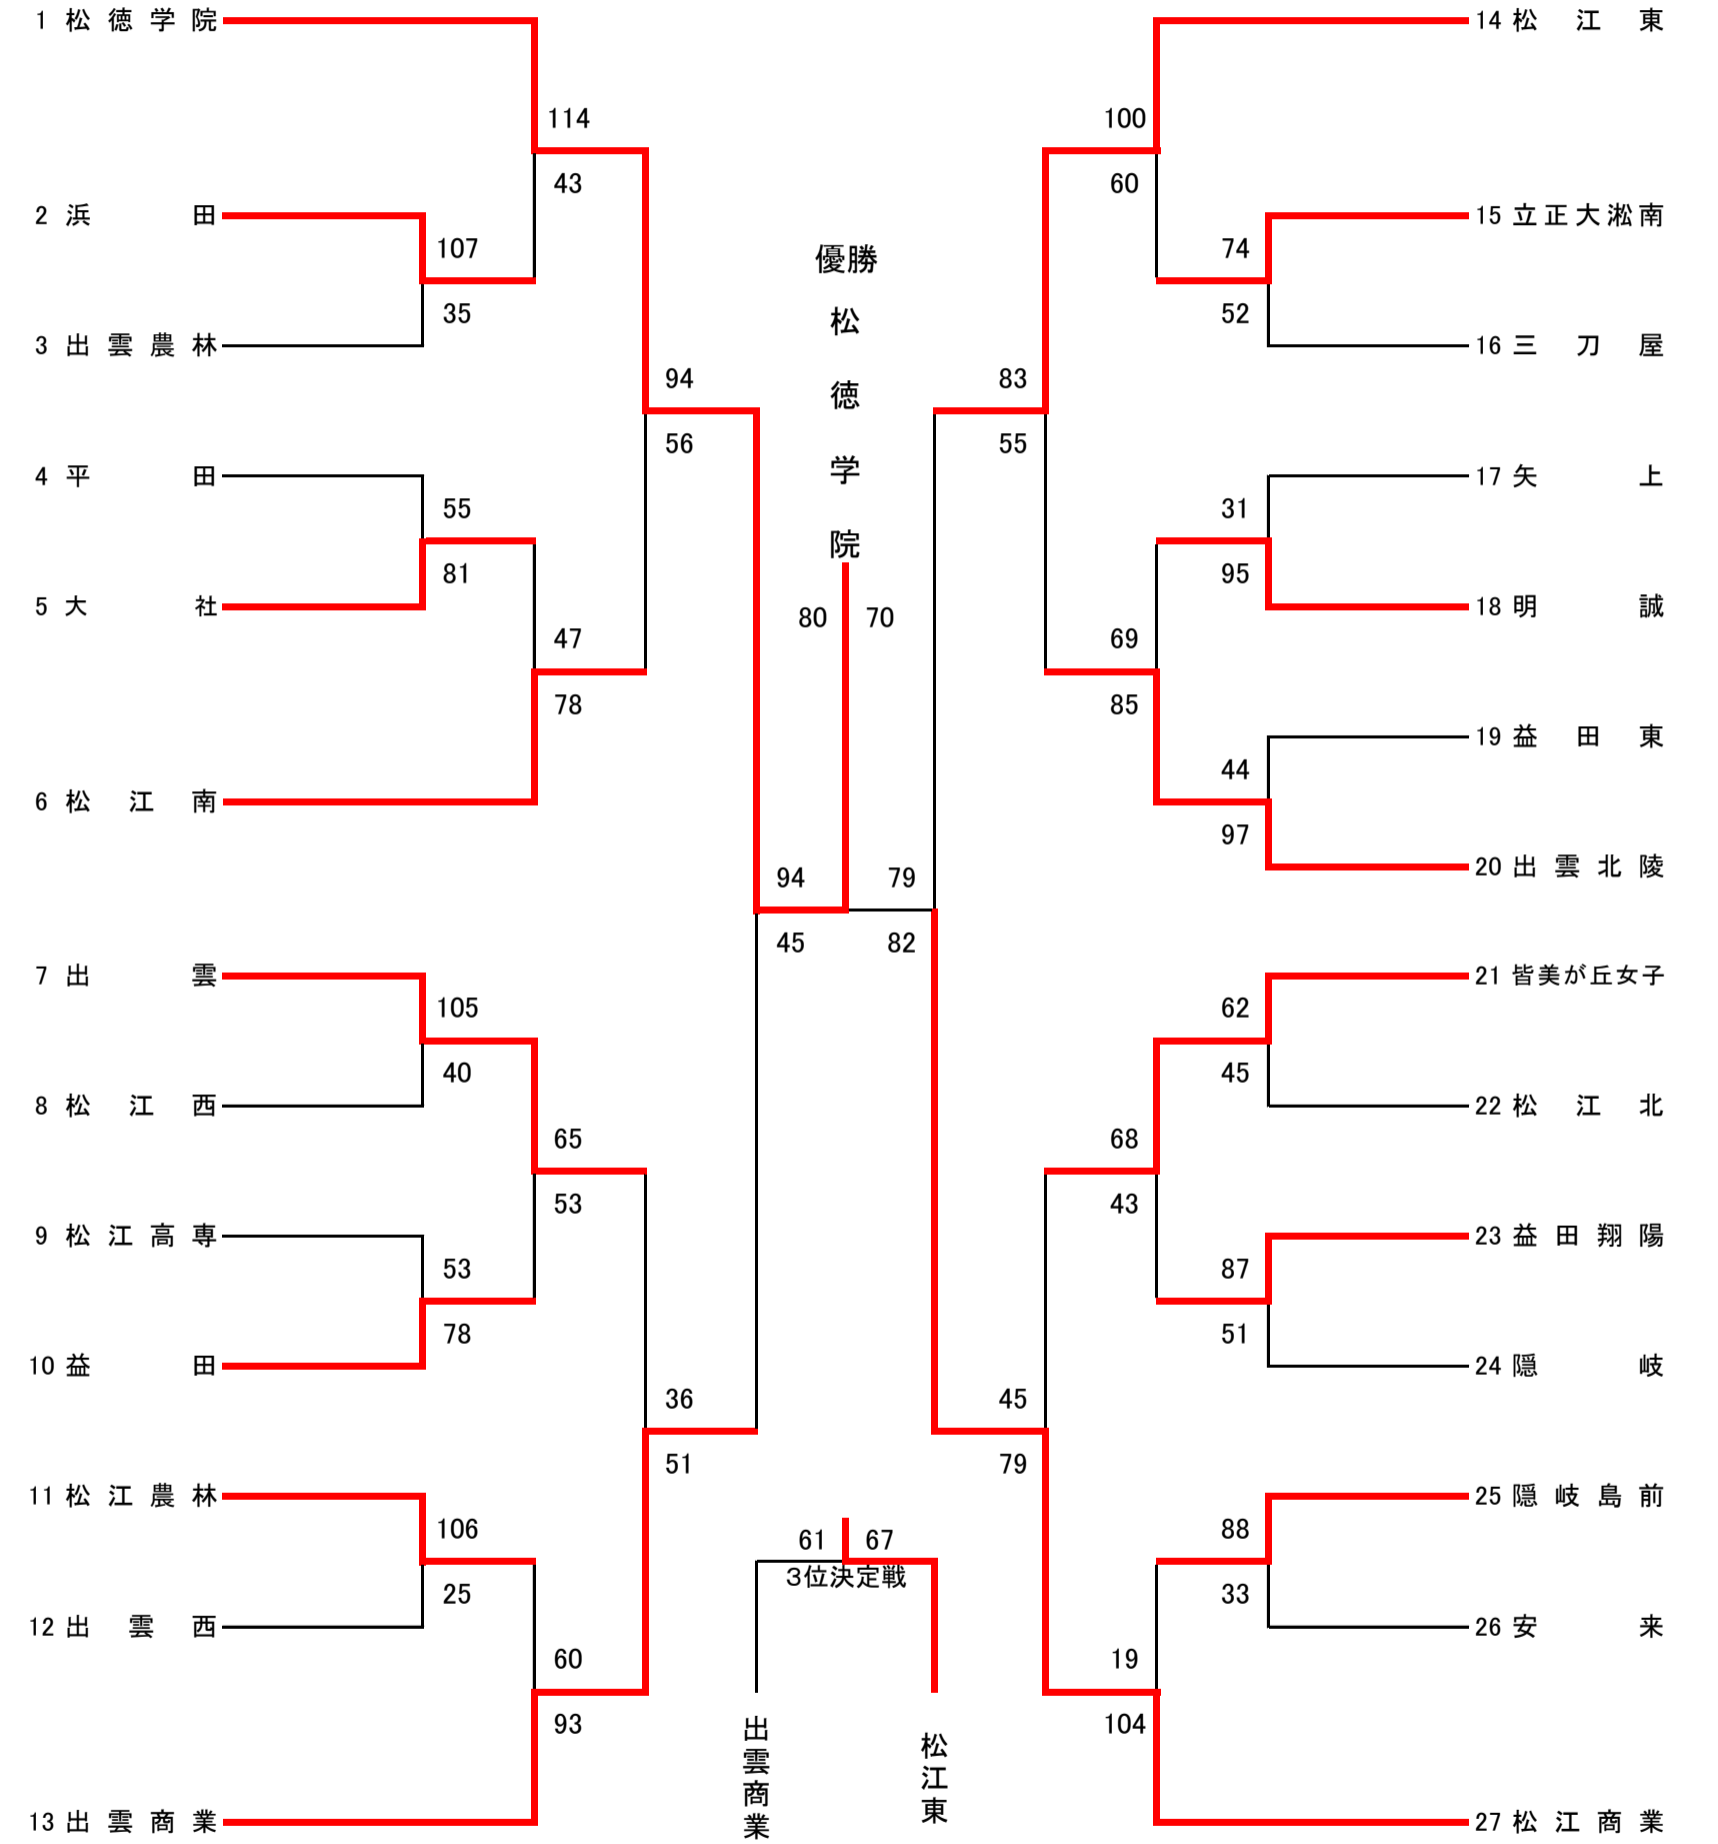 1 松徳学院
114
43
2 浜田
107
35
3 出雲農林
94
56
4 平田
55
81
5 大社
47
78
6 松江南
94
45
7 出雲
105
40
8 松江西
65
53
9 松江高専
53
78
10 益田
36
51
11 松江農林
106
25
12 出雲西
60
93
13 出雲商業
優勝
松徳学院
80 70
79
82
61 67
3位決定戦
出雲商業
松江東
14 松江東
100
60
15 立正大淞南
74
52
16 三刀屋
83
55
17 矢上
31
95
18 明誠
69
85
19 益田東
44
97
20 出雲北陵
21 皆美が丘女子
62
45
22 松江北
68
43
23 益田翔陽
87
51
24 隠岐
45
79
25 隠岐島前
88
33
26 安来
19
104
27 松江商業